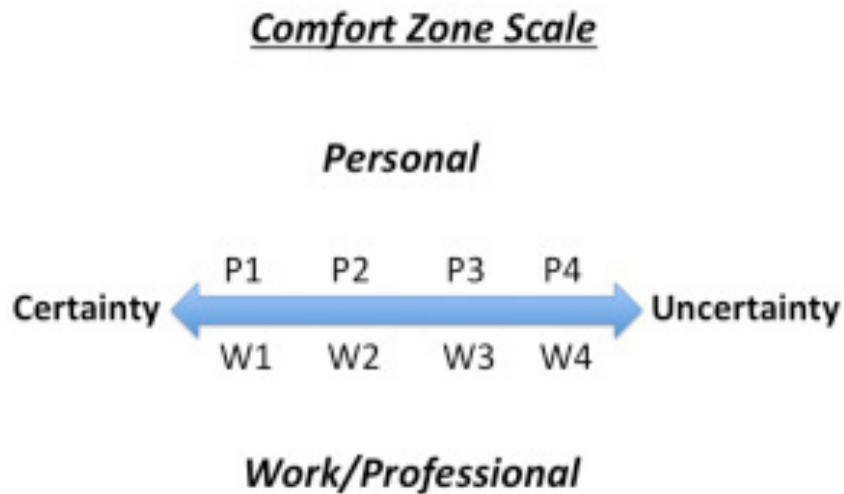 Comfort Zone Scale
Personal
P1 P2 P3 P4
Certainty Uncertainty
W1 W2 W3 W4
Work/Professional